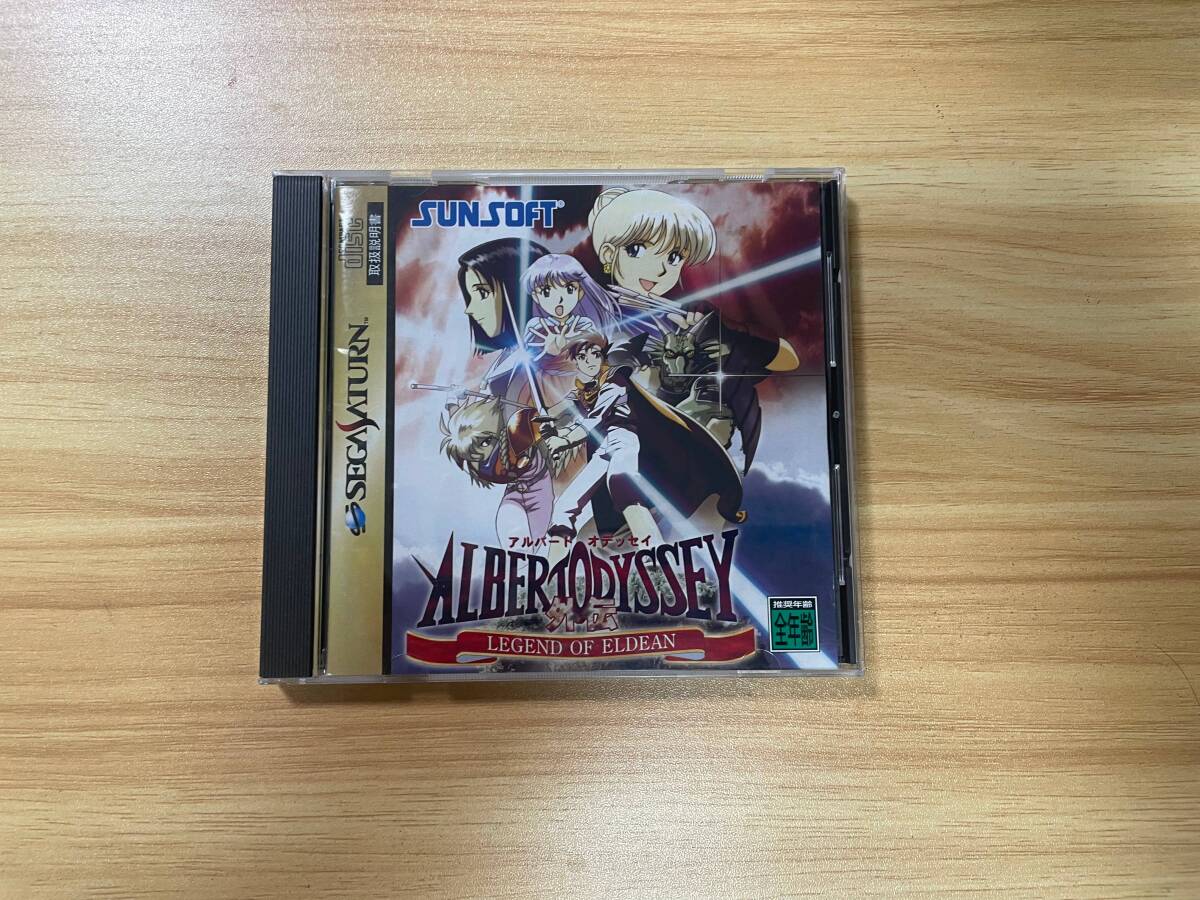 SUNSOFT®
disc
取扱説明書
SEGA SATURN™
アルバート オデッセイ
ALBERT ODYSSEY
外伝
LEGEND OF ELDEAN
推奨年齢
全年齢